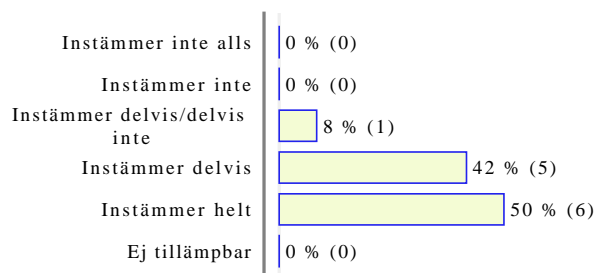 Instämmer inte alls 0 % (0)
Instämmer inte 0 % (0)
Instämmer delvis/delvis
inte 8 % (1)
Instämmer delvis 42 % (5)
Instämmer helt 50 % (6)
Ej tillämpbar 0 % (0)